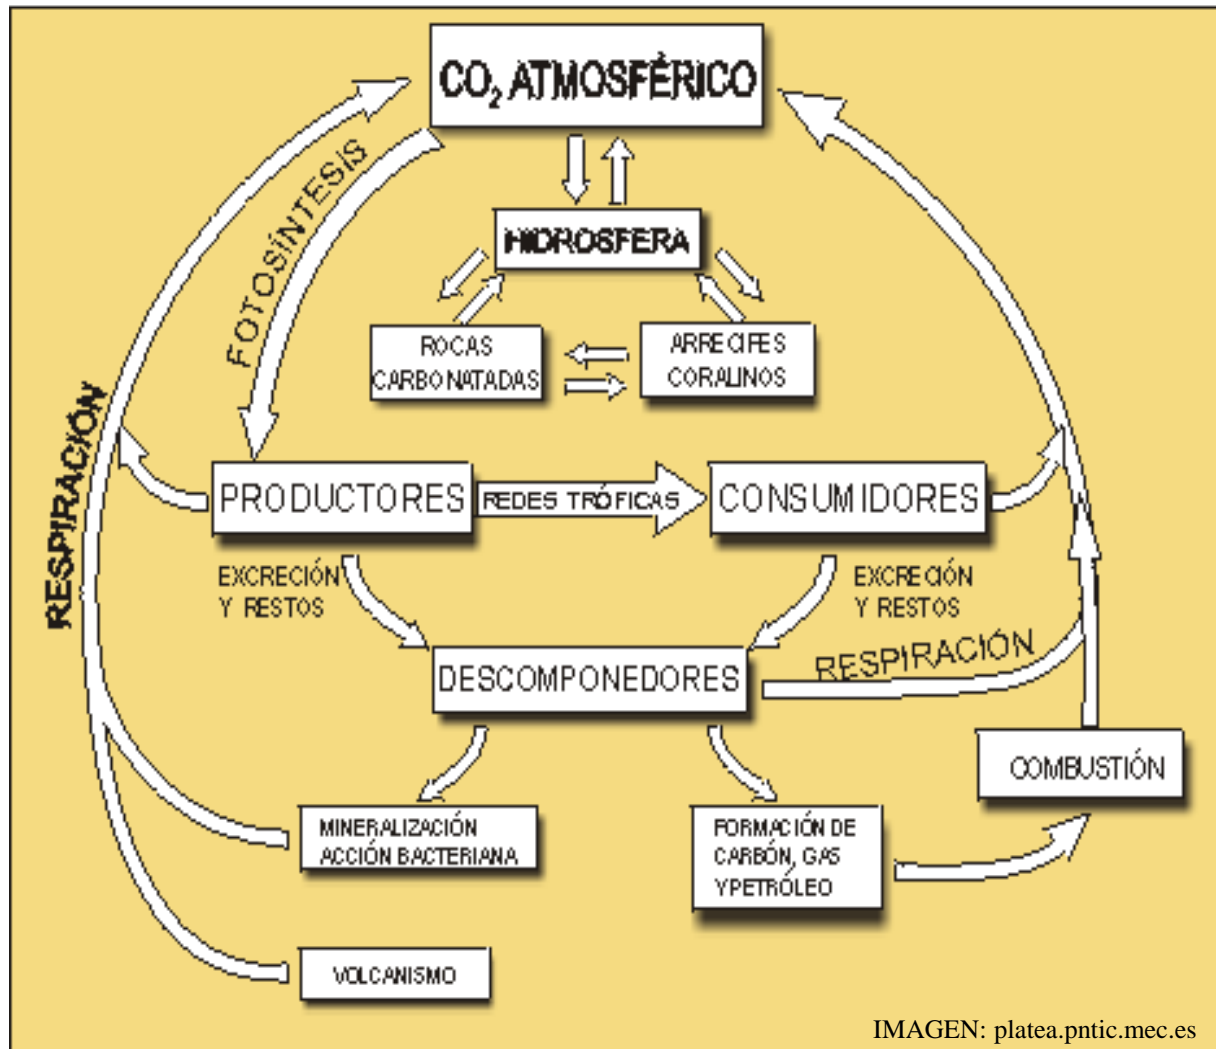 CO₂ ATMOSFÉRICO
FOTOSÍNTESIS
HIDROSFERA
ROCAS
CARBONATADAS
ARRECIFES
CORALINOS
RESPIRACIÓN
PRODUCTORES
REDES TRÓFICAS
CONSUMIDORES
EXCRECIÓN
Y RESTOS
EXCRECIÓN
Y RESTOS
DESCOMPONEDORES
RESPIRACIÓN
COMBUSTIÓN
MINERALIZACIÓN
ACCIÓN BACTERIANA
FORMACIÓN DE
CARBÓN, GAS
YPETRÓLEO
VOLCANISMO
IMAGEN: platea.pntic.mec.es